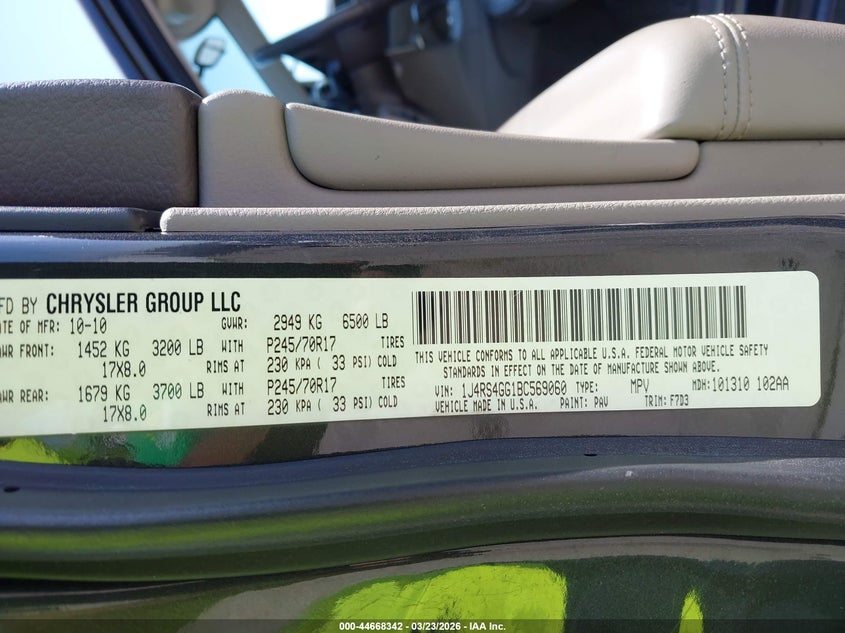 FD BY CHRYSLER GROUP LLC
DATE OF MFR: 10-10 GVWR: 2949 KG 6500 LB
AWR FRONT: 1452 KG 3200 LB WITH P245/70R17 TIRES
17X8.0 RIMS AT 230 KPA ( 33 PSI) COLD
AWR REAR: 1679 KG 3700 LB WITH P245/70R17 TIRES
17X8.0 RIMS AT 230 KPA ( 33 PSI) COLD
THIS VEHICLE CONFORMS TO ALL APPLICABLE U.S.A. FEDERAL MOTOR VEHICLE SAFETY
STANDARDS IN EFFECT ON THE DATE OF MANUFACTURE SHOWN ABOVE.
VIN: 1J4RS4GG1BC569060 TYPE: MPV MDH: 101310 102AA
VEHICLE MADE IN U.S.A. PAINT: PAV TRIM: F7D3
000-44668342 - 03/23/2026 - IAA Inc.